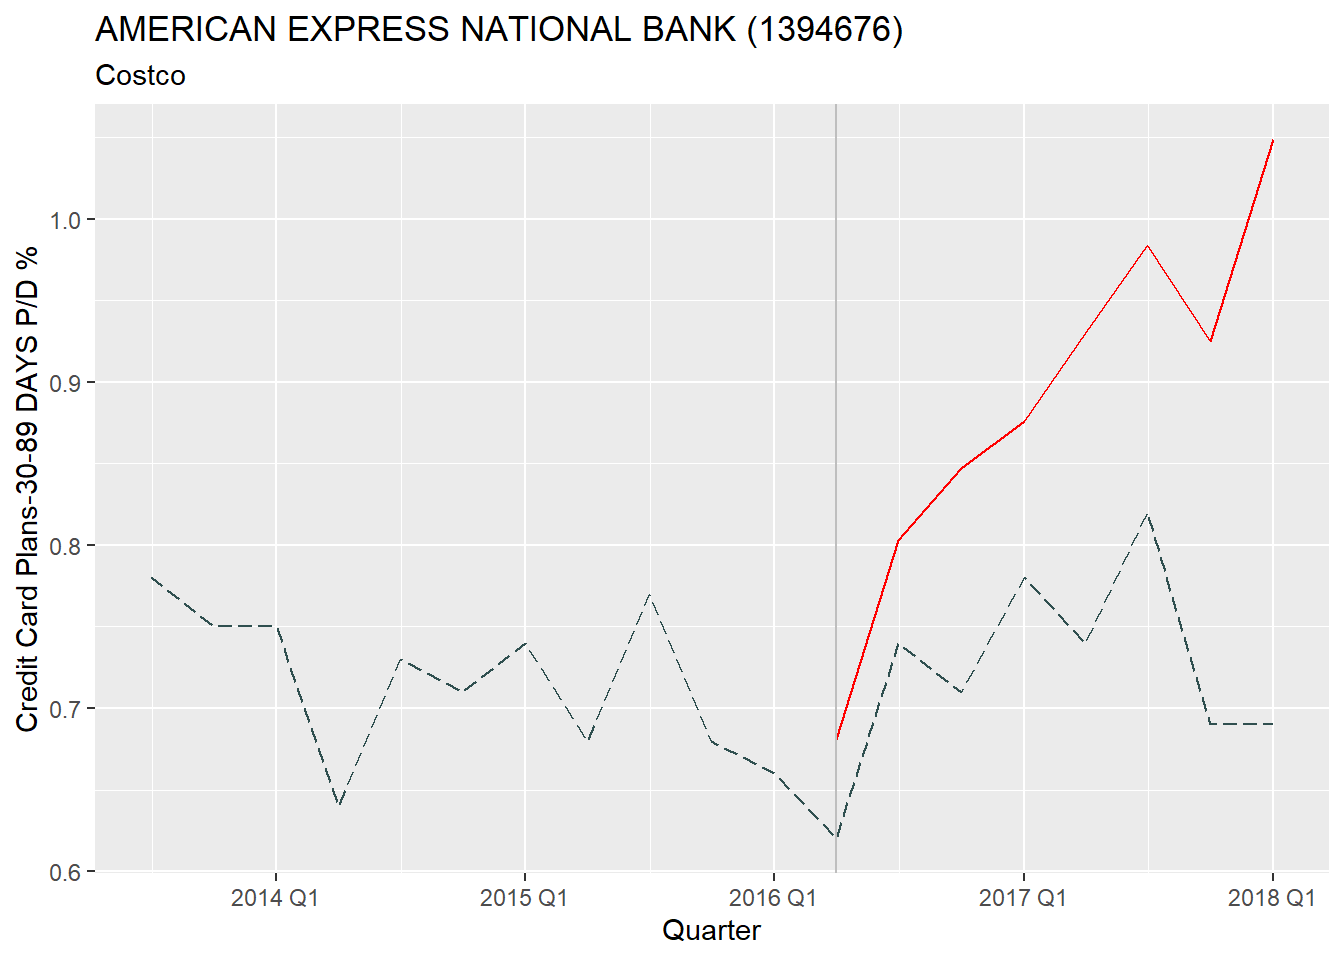 AMERICAN EXPRESS NATIONAL BANK (1394676)
Costco
Credit Card Plans-30-89 DAYS P/D %
1.0
0.9
0.8
0.7
0.6
2014 Q1
2015 Q1
2016 Q1
2017 Q1
2018 Q1
Quarter